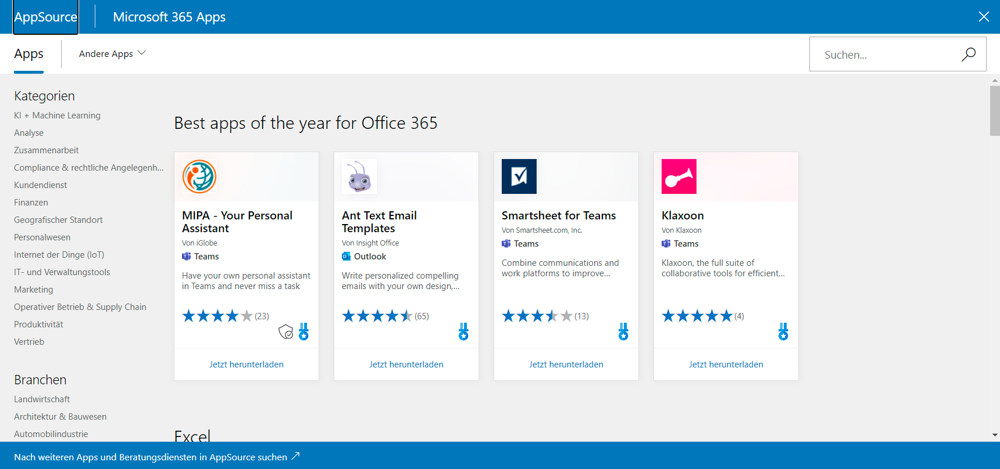 AppSource
Microsoft 365 Apps
Apps
Andere Apps
Suchen...
Kategorien
KI + Machine Learning
Analyse
Zusammenarbeit
Compliance & rechtliche Angelegenh...
Kundendienst
Finanzen
Geografischer Standort
Personalwesen
Internet der Dinge (IoT)
IT- und Verwaltungstools
Marketing
Operativer Betrieb & Supply Chain
Produktivität
Vertrieb
Branchen
Landwirtschaft
Architektur & Bauwesen
Automobilindustrie
Best apps of the year for Office 365
MIPA - Your Personal
Assistant
Von iGlobe
Teams
Have your own personal assistant
in Teams and never miss a task
(23)
Jetzt herunterladen
Ant Text Email
Templates
Von Insight Office
Outlook
Write personalized compelling
emails with your own design,...
(65)
Jetzt herunterladen
Smartsheet for Teams
Von Smartsheet.com, Inc.
Teams
Combine communications and
work platforms to improve...
(13)
Jetzt herunterladen
Klaxoon
Von Klaxoon
Teams
Klaxoon, the full suite of
collaborative tools for efficient...
(4)
Jetzt herunterladen
Excel
Nach weiteren Apps und Beratungsdiensten in AppSource suchen